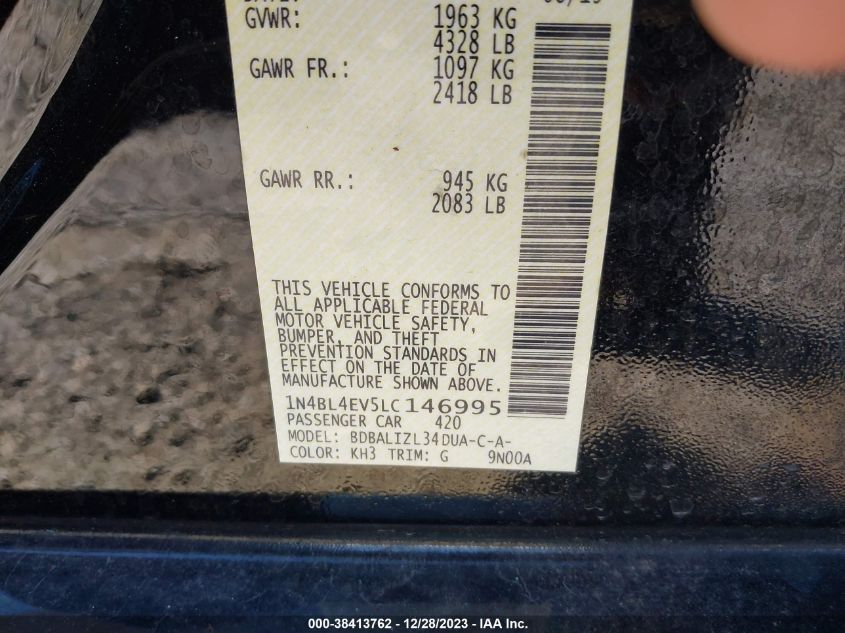 GVWR: 1963 KG
4328 LB
GAWR FR.: 1097 KG
2418 LB
GAWR RR.: 945 KG
2083 LB
THIS VEHICLE CONFORMS TO
ALL APPLICABLE FEDERAL
MOTOR VEHICLE SAFETY,
BUMPER, AND THEFT
PREVENTION STANDARDS IN
EFFECT ON THE DATE OF
MANUFACTURE SHOWN ABOVE.
1N4BL4EV5LC146995
PASSENGER CAR 420
MODEL: BDBALIZL34DUA-C-A-
COLOR: KH3 TRIM: G 9N00A
000-38413762 - 12/28/2023 - IAA Inc.